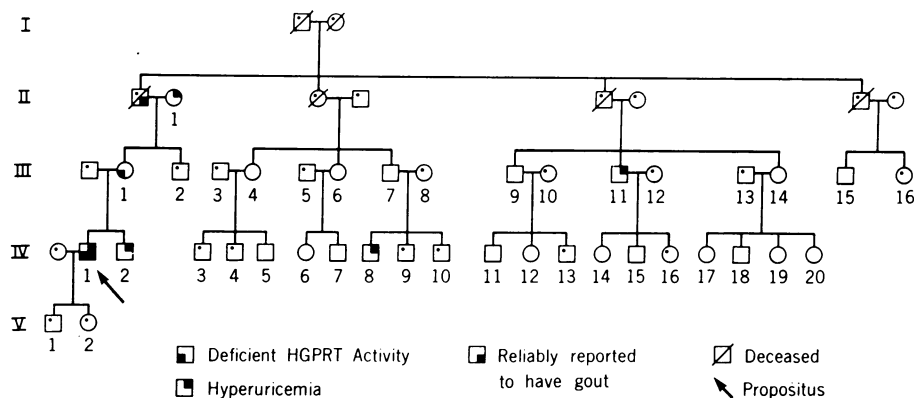 I
II
1
III
1 2 3 4 5 6 7 8 9 10 11 12 13 14 15 16
IV
1 2 3 4 5 6 7 8 9 10 11 12 13 14 15 16 17 18 19 20
V
1 2
Deficient HGPRT Activity
Hyperuricemia
Reliably reported
to have gout
Deceased
Propositus